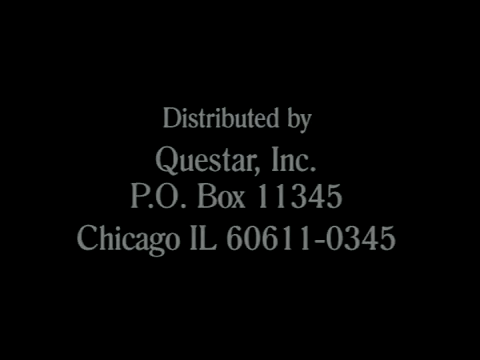 Distributed by
Questar, Inc.
P.O. Box 11345
Chicago IL 60611-0345